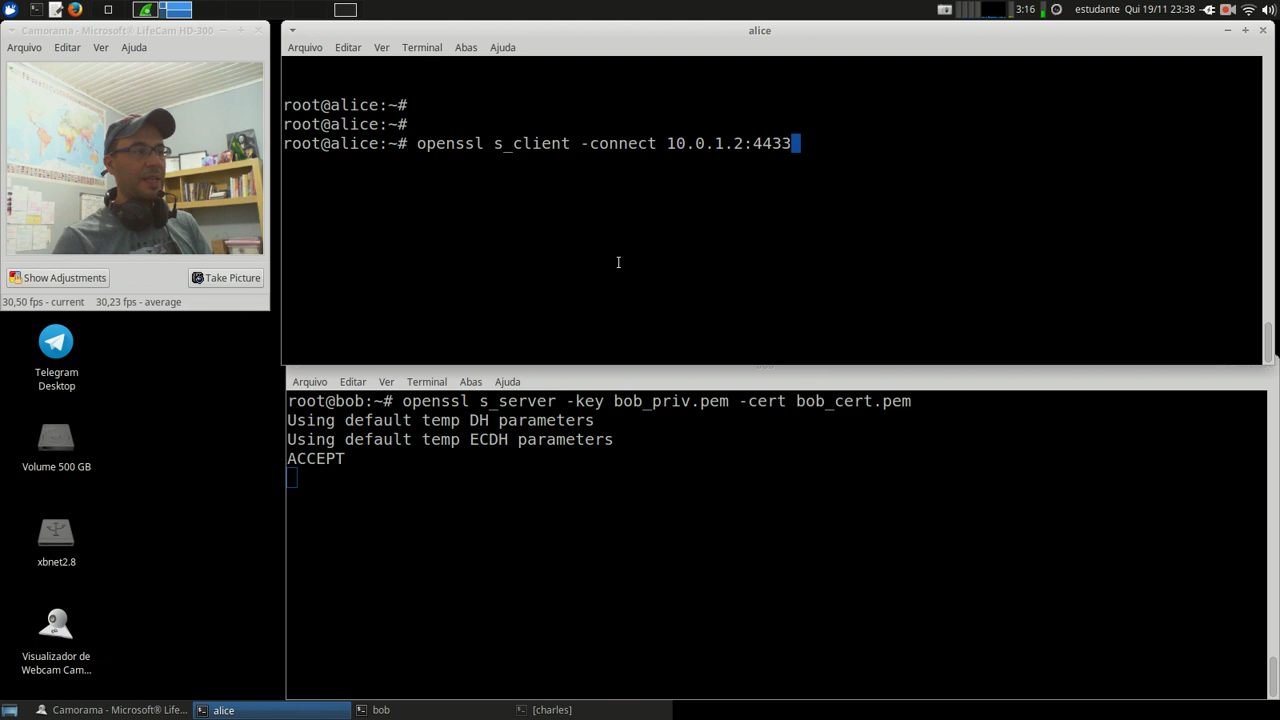 3:16
estudante
Qui 19/11 23:38
Camorama - Microsoft® LifeCam HD-300
Arquivo Editar Ver Ajuda
Show Adjustments
Take Picture
30,50 fps - current 30,23 fps - average
Telegram
Desktop
Volume 500 GB
xbnet2.8
Visualizador de
Webcam Cam...
alice
Arquivo Editar Ver Terminal Abas Ajuda
root@alice:~#
root@alice:~#
root@alice:~# openssl s_client -connect 10.0.1.2:4433
Arquivo Editar Ver Terminal Abas Ajuda
root@bob:~# openssl s_server -key bob_priv.pem -cert bob_cert.pem
Using default temp DH parameters
Using default temp ECDH parameters
ACCEPT
Camorama - Microsoft® Life...
alice
bob
[charles]